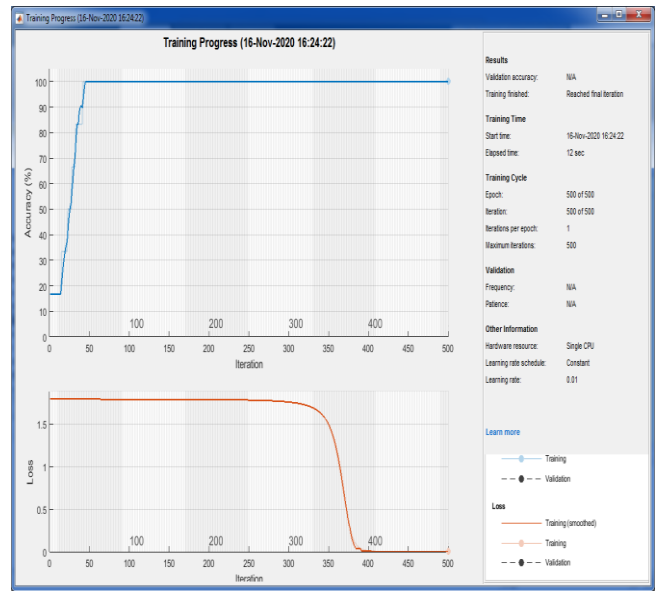 Training Progress (16-Nov-2020 16:24:22)
Training Progress (16-Nov-2020 16:24:22)
Accuracy (%)
100
90
80
70
60
50
40
30
20
10
0
100 200 300 400
0 50 100 150 200 250 300 350 400 450 500
Iteration
Loss
1.5
1
0.5
0
100 200 300 400
0 50 100 150 200 250 300 350 400 450 500
Iteration
Results
Validation accuracy: N/A
Training finished: Reached final iteration
Training Time
Start time: 16-Nov-2020 16:24:22
Elapsed time: 12 sec
Training Cycle
Epoch: 500 of 500
Iteration: 500 of 500
Iterations per epoch: 1
Maximum iterations: 500
Validation
Frequency: N/A
Patience: N/A
Other Information
Hardware resource: Single CPU
Learning rate schedule: Constant
Learning rate: 0.01
Learn more
Training
Validation
Loss
Training (smoothed)
Training
Validation